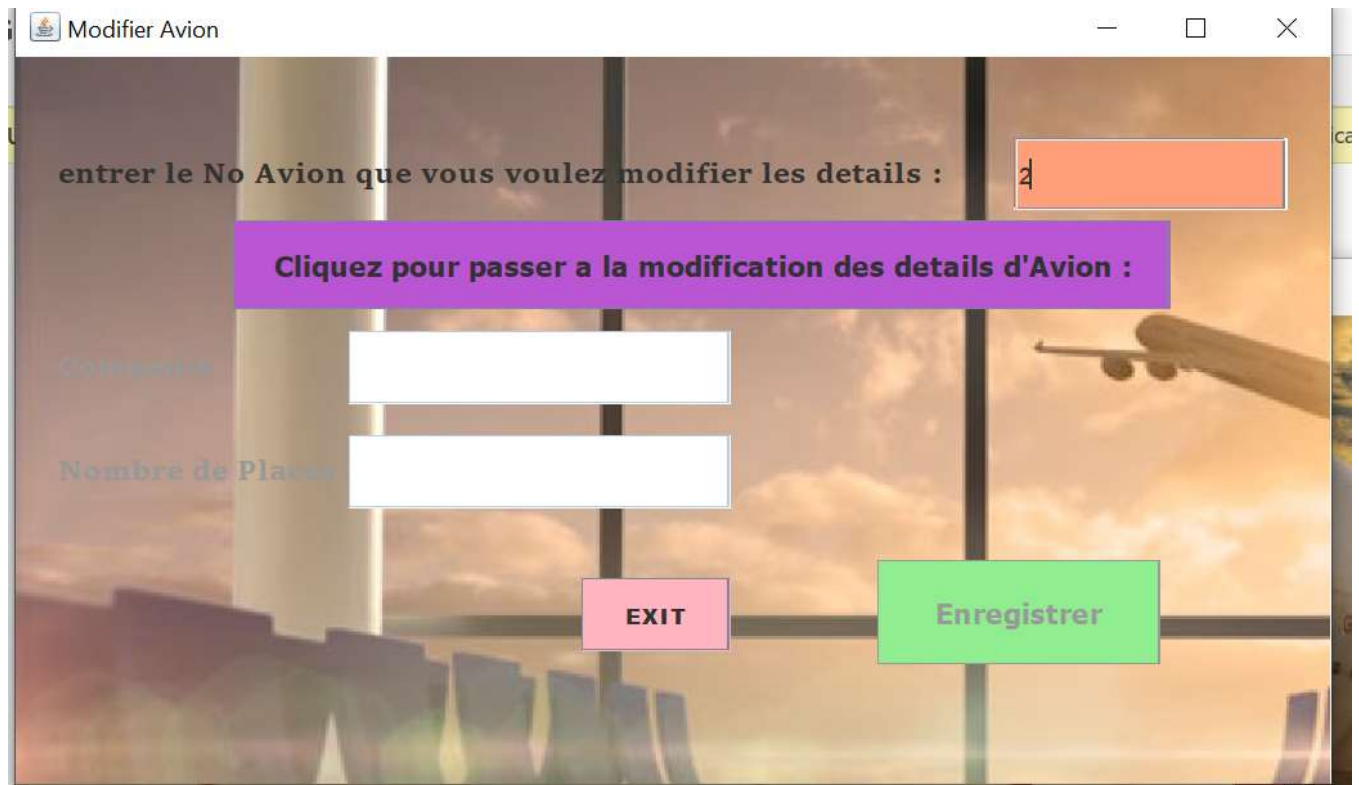 Modifier Avion
entrer le No Avion que vous voulez modifier les details :
2
Cliquez pour passer a la modification des details d'Avion :
Nombre de Places
EXIT
Enregistrer